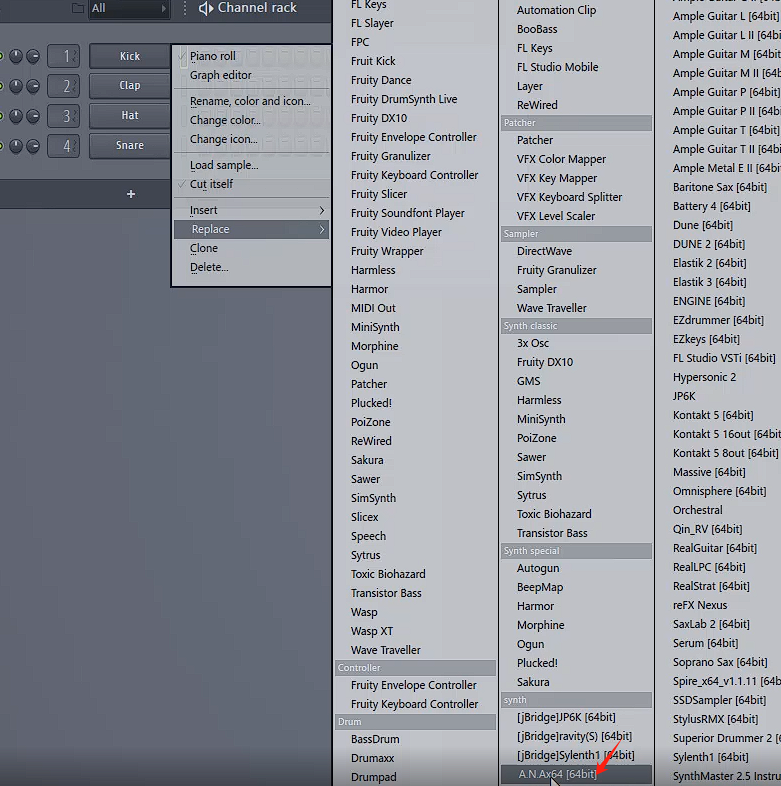 All
Channel rack
1
Kick
2
Clap
3
Hat
4
Snare
+
Piano roll
Graph editor
Rename, color and icon...
Change color...
Change icon...
Load sample...
Cut itself
Insert
Replace
Clone
Delete...
FL Keys
FL Slayer
FPC
Fruit Kick
Fruity Dance
Fruity DrumSynth Live
Fruity DX10
Fruity Envelope Controller
Fruity Granulizer
Fruity Keyboard Controller
Fruity Slicer
Fruity Soundfont Player
Fruity Video Player
Fruity Wrapper
Harmless
Harmor
MIDI Out
MiniSynth
Morphine
Ogun
Patcher
Plucked!
PoiZone
ReWired
Sakura
Sawer
SimSynth
Slicex
Speech
Sytrus
Toxic Biohazard
Transistor Bass
Wasp
Wasp XT
Wave Traveller
Controller
Fruity Envelope Controller
Fruity Keyboard Controller
Drum
BassDrum
Drumaxx
Drumpad
Automation Clip
BooBass
FL Keys
FL Studio Mobile
Layer
ReWired
Patcher
Patcher
VFX Color Mapper
VFX Key Mapper
VFX Keyboard Splitter
VFX Level Scaler
Sampler
DirectWave
Fruity Granulizer
Sampler
Wave Traveller
Synth classic
3x Osc
Fruity DX10
GMS
Harmless
MiniSynth
PoiZone
Sawer
SimSynth
Sytrus
Toxic Biohazard
Transistor Bass
Synth special
Autogun
BeepMap
Harmor
Morphine
Ogun
Plucked!
Sakura
synth
[jBridge]JP6K [64bit]
[jBridge]ravity(S) [64bit]
[jBridge]Sylenth1 [64bit]
A.N.Ax64 [64bit]
Ample Guitar L [64bit]
Ample Guitar L II [64bit
Ample Guitar M [64bit
Ample Guitar M II [64b
Ample Guitar P [64bit]
Ample Guitar P II [64bit
Ample Guitar T [64bit]
Ample Guitar T II [64bit
Ample Metal E II [64bit
Baritone Sax [64bit]
Battery 4 [64bit]
Dune [64bit]
DUNE 2 [64bit]
Elastik 2 [64bit]
Elastik 3 [64bit]
ENGINE [64bit]
EZdrummer [64bit]
EZkeys [64bit]
FL Studio VSTi [64bit]
Hypersonic 2
JP6K
Kontakt 5 [64bit]
Kontakt 5 16out [64bit
Kontakt 5 8out [64bit]
Massive [64bit]
Omnisphere [64bit]
Orchestral
Qin_RV [64bit]
RealGuitar [64bit]
RealLPC [64bit]
RealStrat [64bit]
reFX Nexus
SaxLab 2 [64bit]
Serum [64bit]
Soprano Sax [64bit]
Spire_x64_v1.1.11 [64b
SSDSampler [64bit]
StylusRMX [64bit]
Superior Drummer 2 [6
Sylenth1 [64bit]
SynthMaster 2.5 Instru